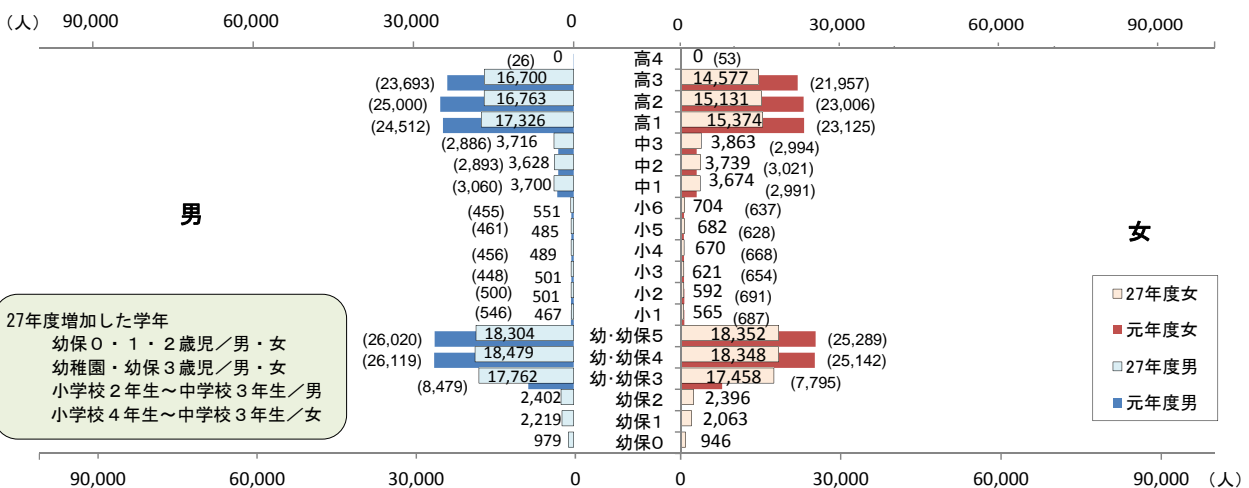 （人） 90,000 60,000 30,000 0 0 30,000 60,000 90,000
(26) 0 高4 0 (53)
(23,693) 16,700 高3 14,577 (21,957)
(25,000) 16,763 高2 15,131 (23,006)
(24,512) 17,326 高1 15,374 (23,125)
(2,886) 3,716 中3 3,863 (2,994)
(2,893) 3,628 中2 3,739 (3,021)
(3,060) 3,700 中1 3,674 (2,991)
(455) 551 小6 704 (637)
男
(461) 485 小5 682 (628)
女
(456) 489 小4 670 (668)
(448) 501 小3 621 (654)
(500) 501 小2 592 (691)
(546) 467 小1 565 (687)
(26,020) 18,304 幼･幼保5 18,352 (25,289)
(26,119) 18,479 幼･幼保4 18,348 (25,142)
(8,479) 17,762 幼･幼保3 17,458 (7,795)
2,402 幼保2 2,396
2,219 幼保1 2,063
979 幼保0 946
27年度増加した学年
幼保０・１・２歳児／男・女
幼稚園・幼保３歳児／男・女
小学校２年生～中学校３年生／男
小学校４年生～中学校３年生／女
27年度女
元年度女
27年度男
元年度男
90,000 60,000 30,000 0 0 30,000 60,000 90,000 （人）